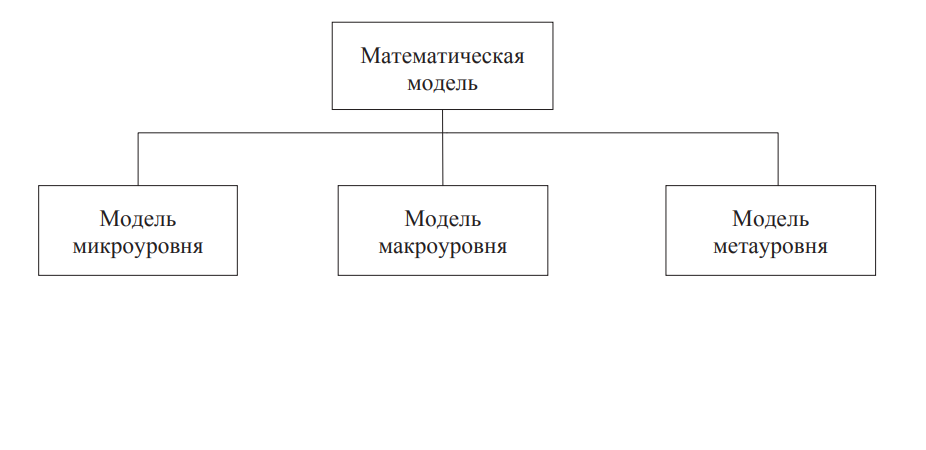 Математическая
модель
Модель
микроуровня
Модель
макроуровня
Модель
метауровня